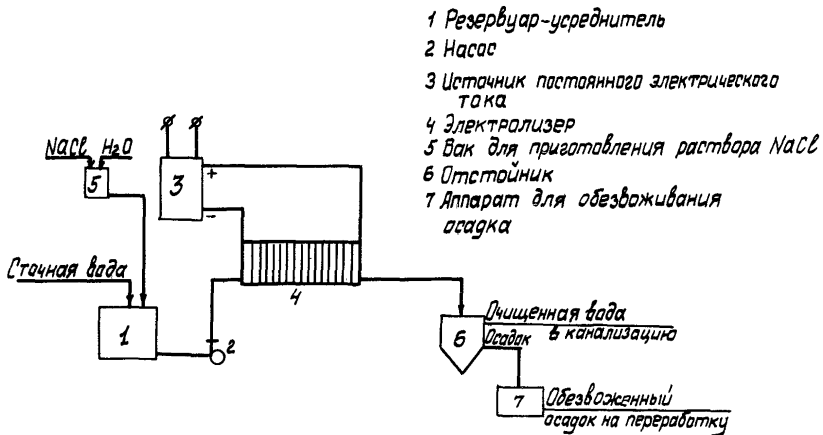 1 Резервуар-усреднитель
2 Насос
3 Источник постоянного электрического
тока
4 Электролизер
5 Бак для приготовления раствора NaCl
6 Отстойник
7 Аппарат для обезвоживания
осадка
NaCl H₂O
5
3
+
-
Сточная вода
4
1
2
6
Очищенная вода
в канализацию
Осадок
7
Обезвоженный
осадок на переработку